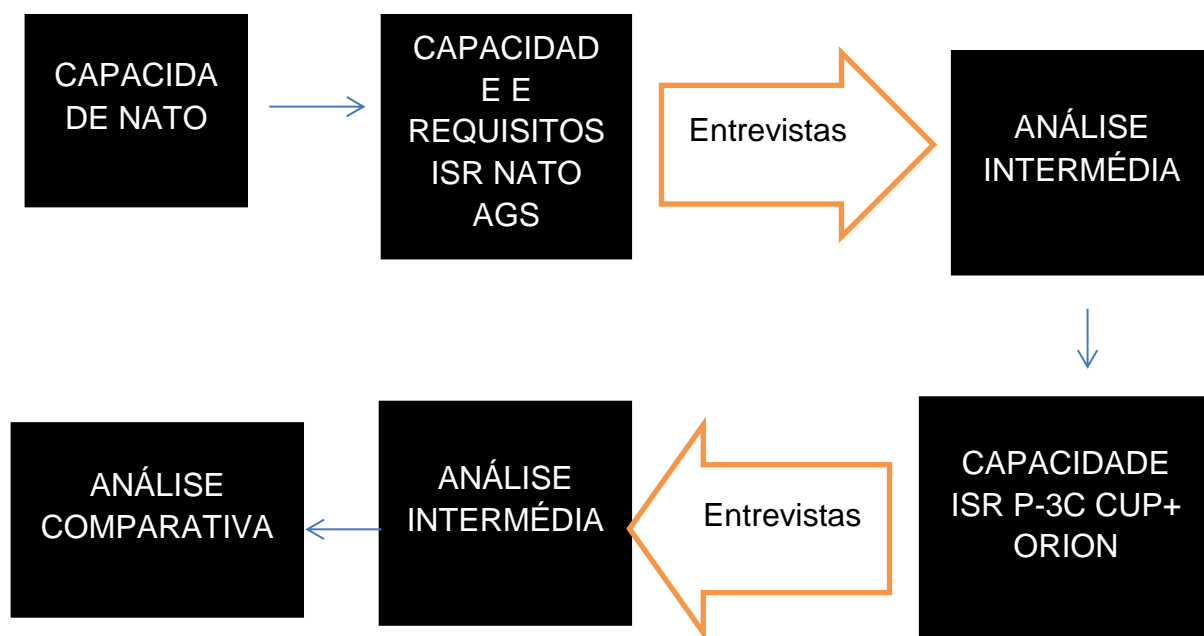 CAPACIDA
DE NATO
CAPACIDAD
E E
REQUISITOS
ISR NATO
AGS
Entrevistas
ANÁLISE
INTERMÉDIA
CAPACIDADE
ISR P-3C CUP+
ORION
Entrevistas
ANÁLISE
INTERMÉDIA
ANÁLISE
COMPARATIVA